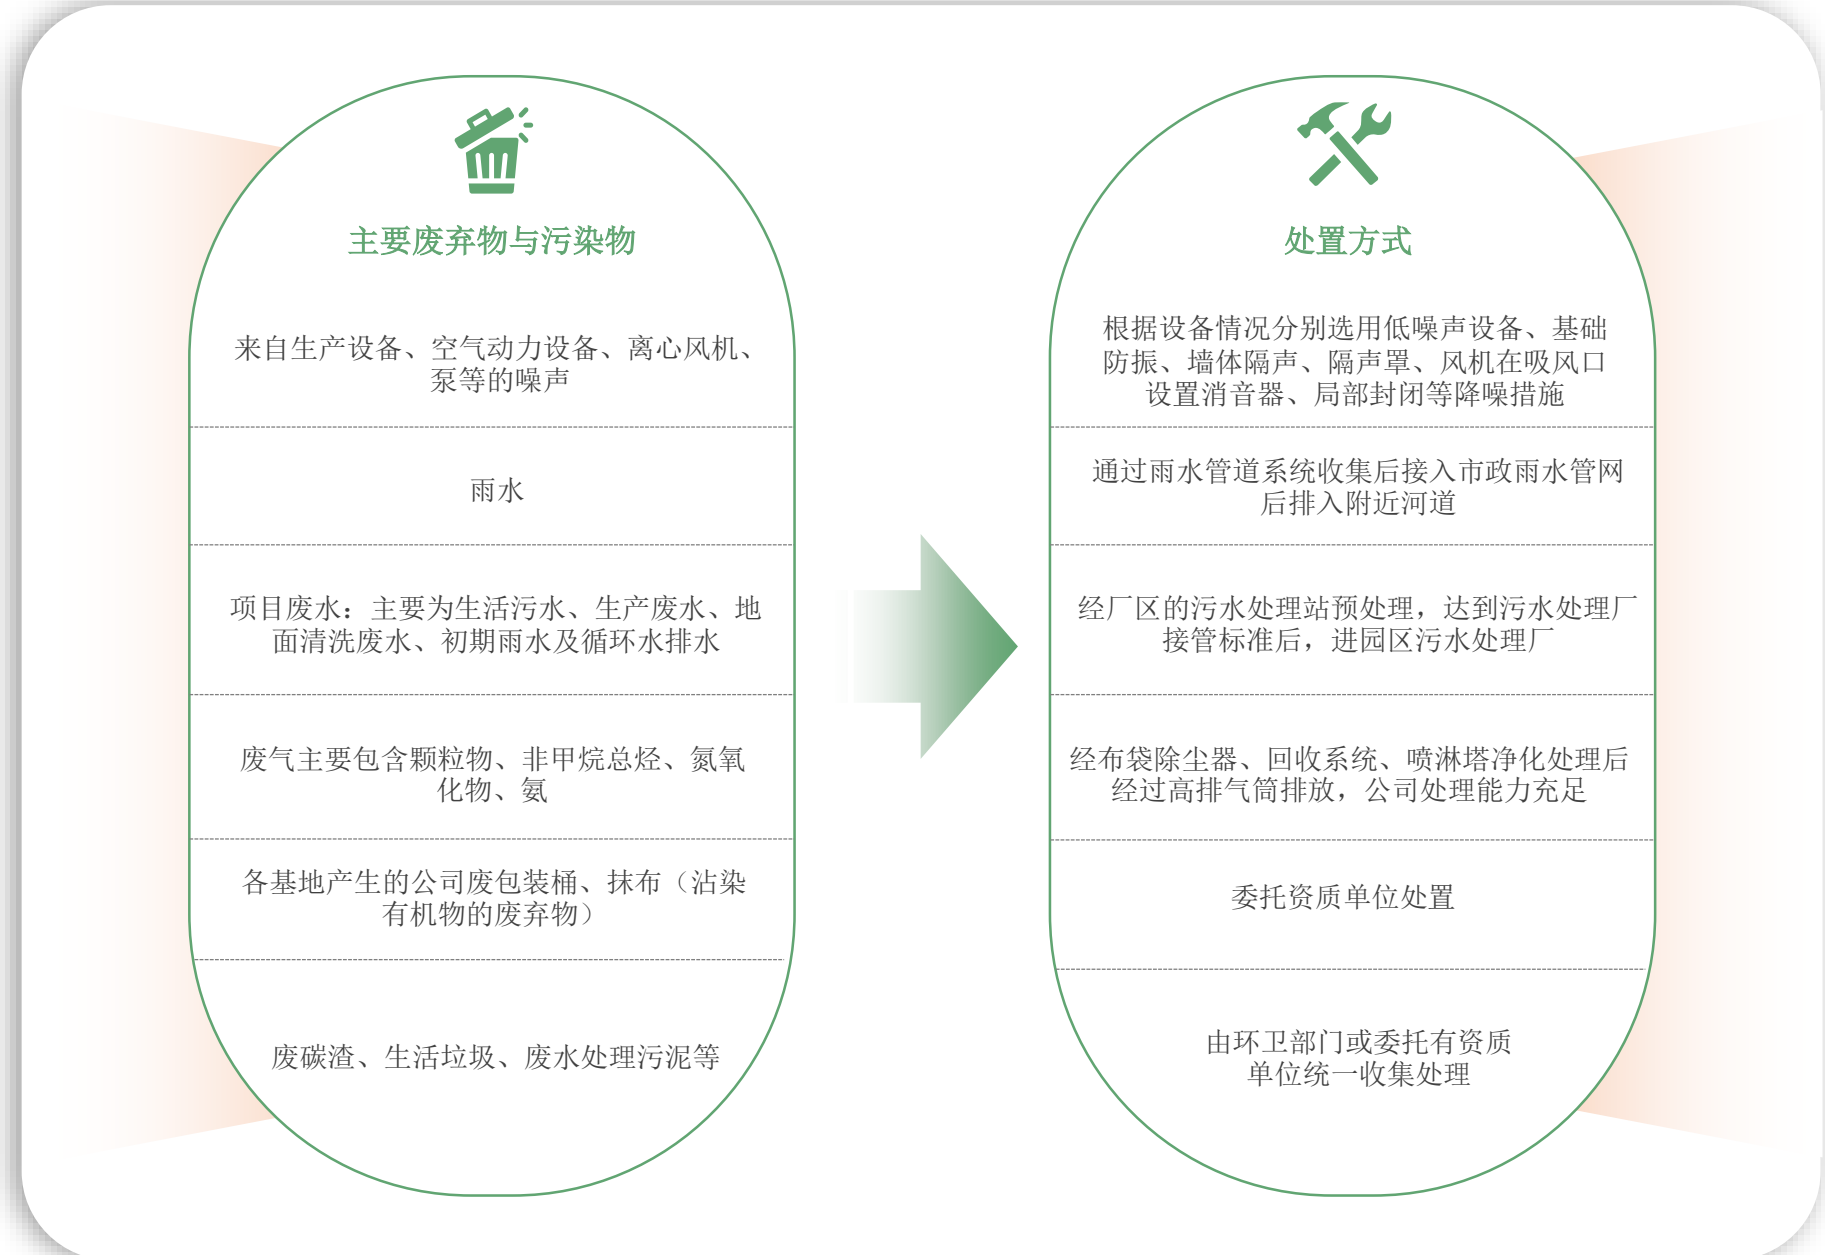 主要废弃物与污染物
来自生产设备、空气动力设备、离心风机、
泵等的噪声
雨水
项目废水：主要为生活污水、生产废水、地
面清洗废水、初期雨水及循环水排水
废气主要包含颗粒物、非甲烷总烃、氮氧
化物、氨
各基地产生的公司废包装桶、抹布（沾染
有机物的废弃物）
废碳渣、生活垃圾、废水处理污泥等
处置方式
根据设备情况分别选用低噪声设备、基础
防振、墙体隔声、隔声罩、风机在吸风口
设置消音器、局部封闭等降噪措施
通过雨水管道系统收集后接入市政雨水管网
后排入附近河道
经厂区的污水处理站预处理，达到污水处理厂
接管标准后，进园区污水处理厂
经布袋除尘器、回收系统、喷淋塔净化处理后
经过高排气筒排放，公司处理能力充足
委托资质单位处置
由环卫部门或委托有资质
单位统一收集处理